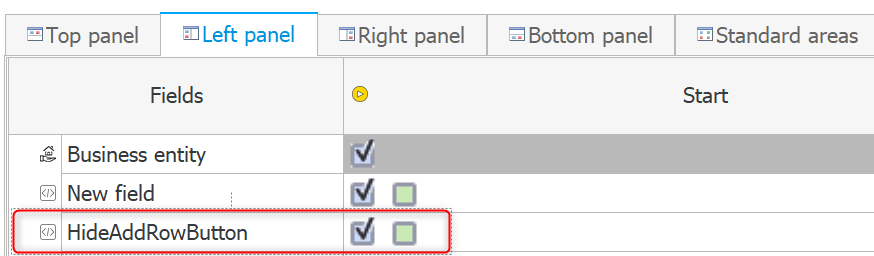 Top panel Left panel Right panel Bottom panel Standard areas
Fields Start
Business entity
New field
HideAddRowButton